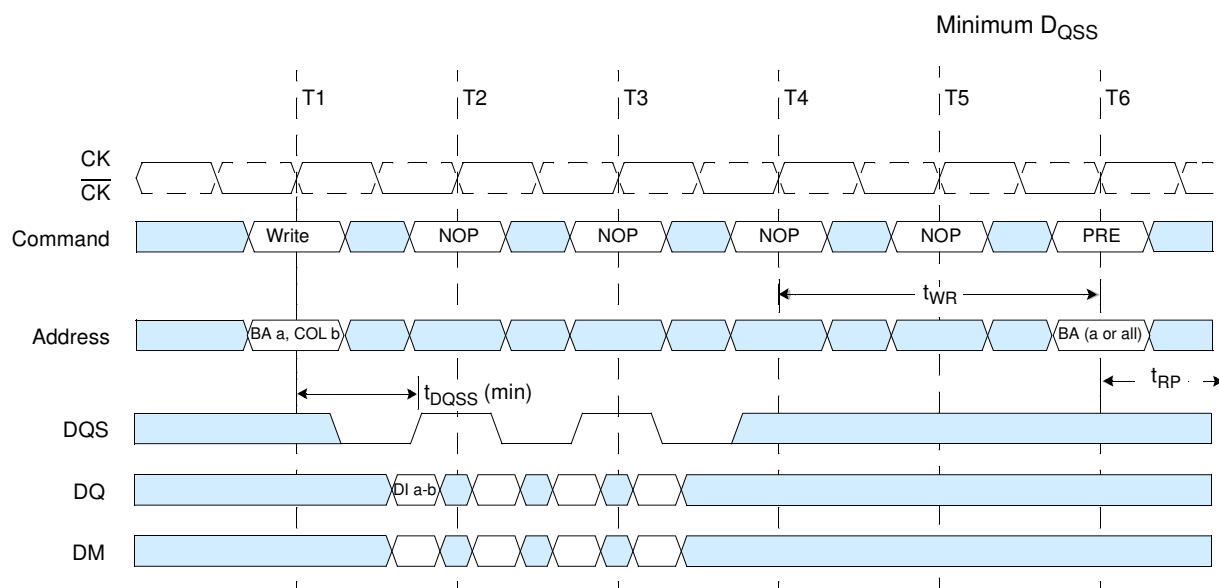 Minimum DQSS
T1 T2 T3 T4 T5 T6
CK
CK
Command Write NOP NOP NOP NOP PRE
tWR
Address BA a, COL b BA (a or all)
tDQSS (min) tRP
DQS
DQ DI a-b
DM